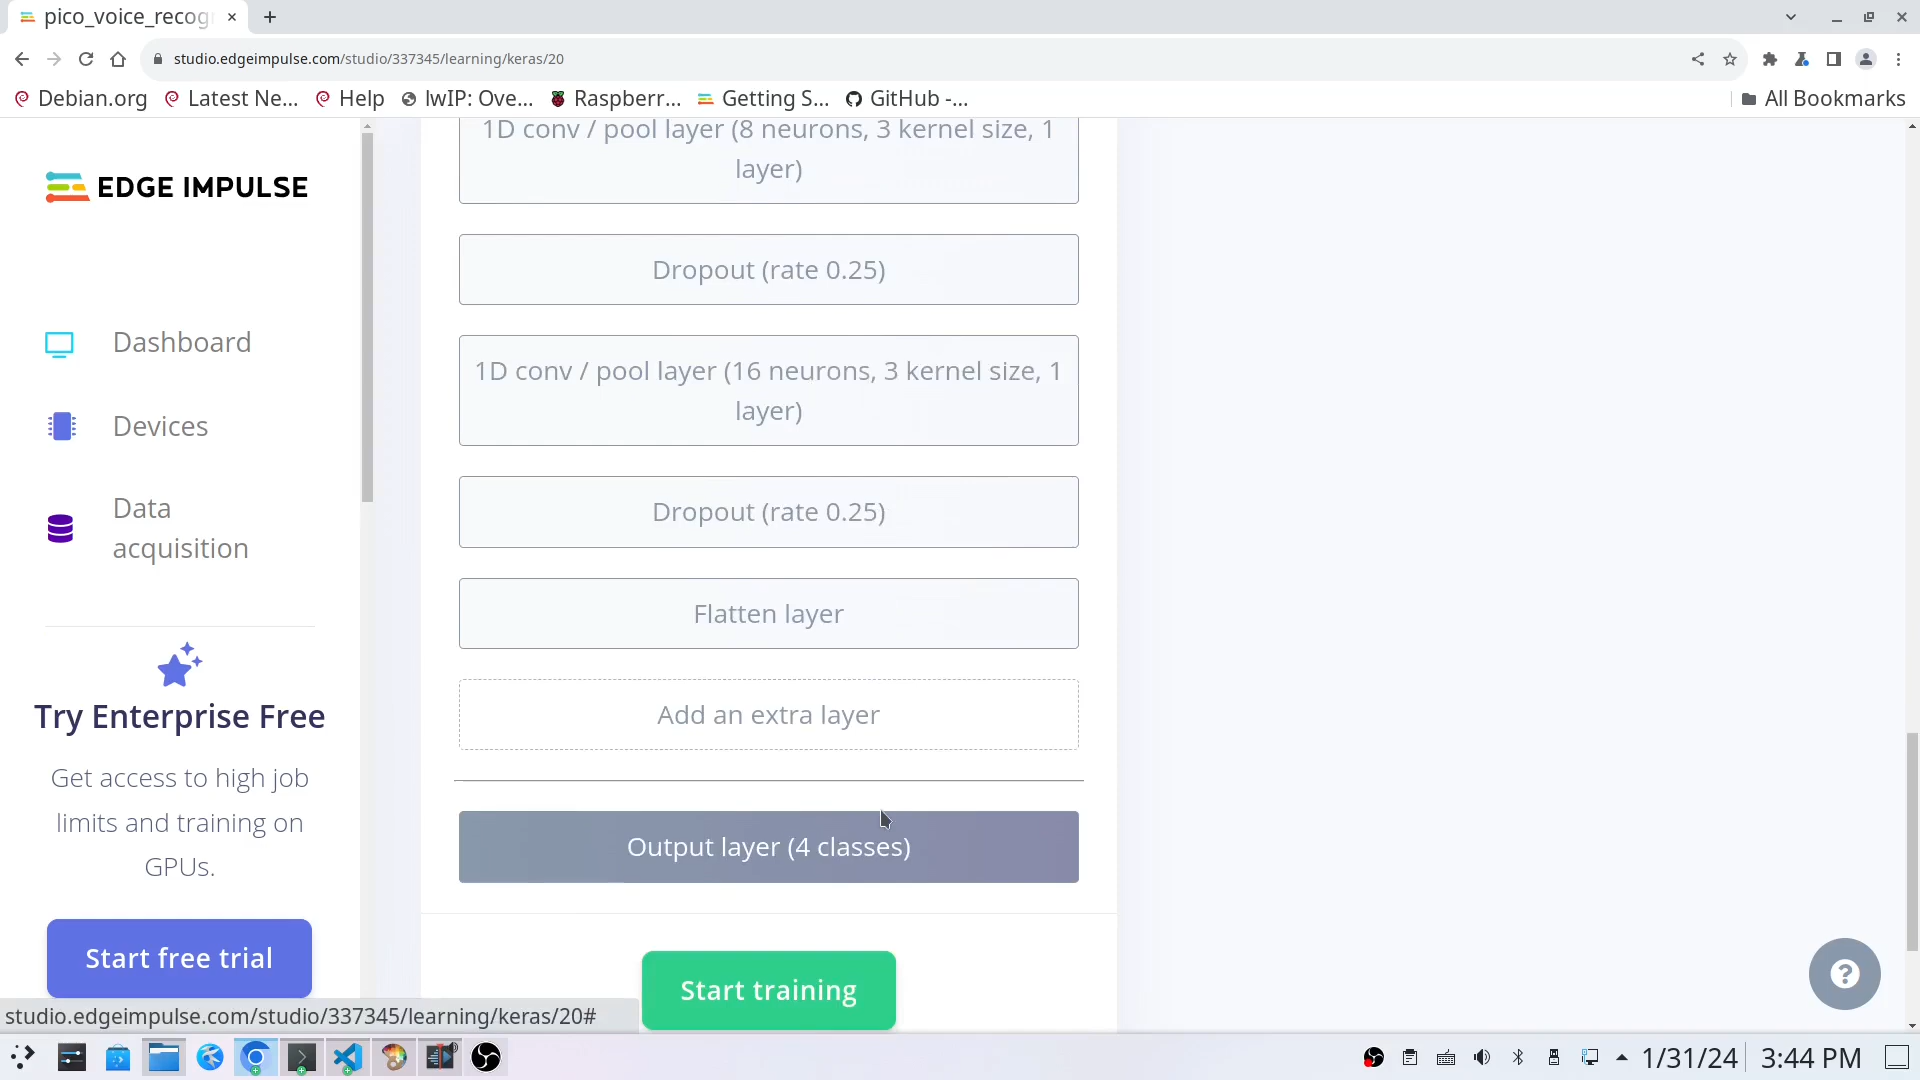 pico_voice_recog
studio.edgeimpulse.com/studio/337345/learning/keras/20
Debian.org
Latest Ne...
Help
lwIP: Ove...
Raspberr...
Getting S...
GitHub -...
All Bookmarks
EDGE IMPULSE
Dashboard
Devices
Data
acquisition
Try Enterprise Free
Get access to high job
limits and training on
GPUs.
Start free trial
1D conv / pool layer (8 neurons, 3 kernel size, 1
layer)
Dropout (rate 0.25)
1D conv / pool layer (16 neurons, 3 kernel size, 1
layer)
Dropout (rate 0.25)
Flatten layer
Add an extra layer
Output layer (4 classes)
Start training
?
studio.edgeimpulse.com/studio/337345/learning/keras/20#
1/31/24
3:44 PM